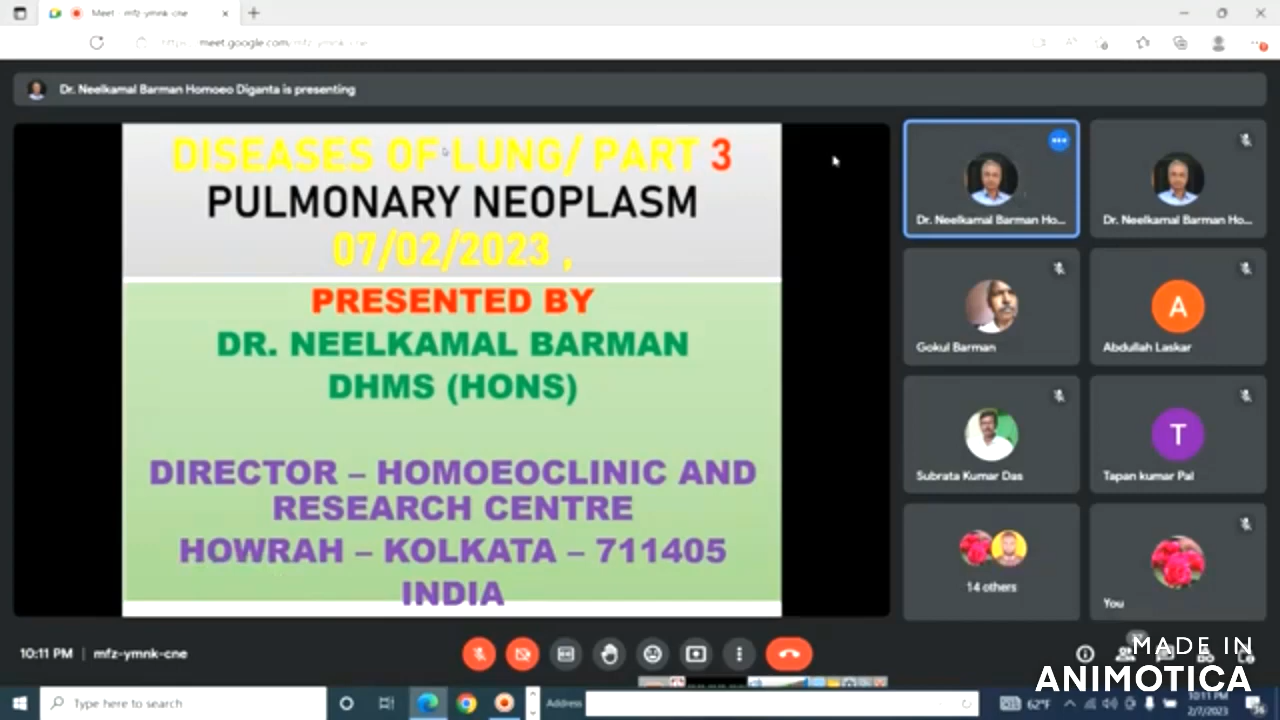 Meet - mfz-ymnk-cne
https://meet.google.com/mfz-ymnk-cne
Dr. Neelkamal Barman Homoeo Diganta is presenting
DISEASES OF LUNG/ PART 3
PULMONARY NEOPLASM
07/02/2023 ,
PRESENTED BY
DR. NEELKAMAL BARMAN
DHMS (HONS)
DIRECTOR – HOMOEOCLINIC AND
RESEARCH CENTRE
HOWRAH – KOLKATA – 711405
INDIA
Dr. Neelkamal Barman Ho...
Dr. Neelkamal Barman Ho...
Gokul Barman
A
Abdullah Laskar
Subrata Kumar Das
T
Tapan kumar Pal
14 others
You
10:11 PM | mfz-ymnk-cne
MADE IN
ANIMOTICA
Type here to search
Address
62°F
10:11 PM
2/7/2023